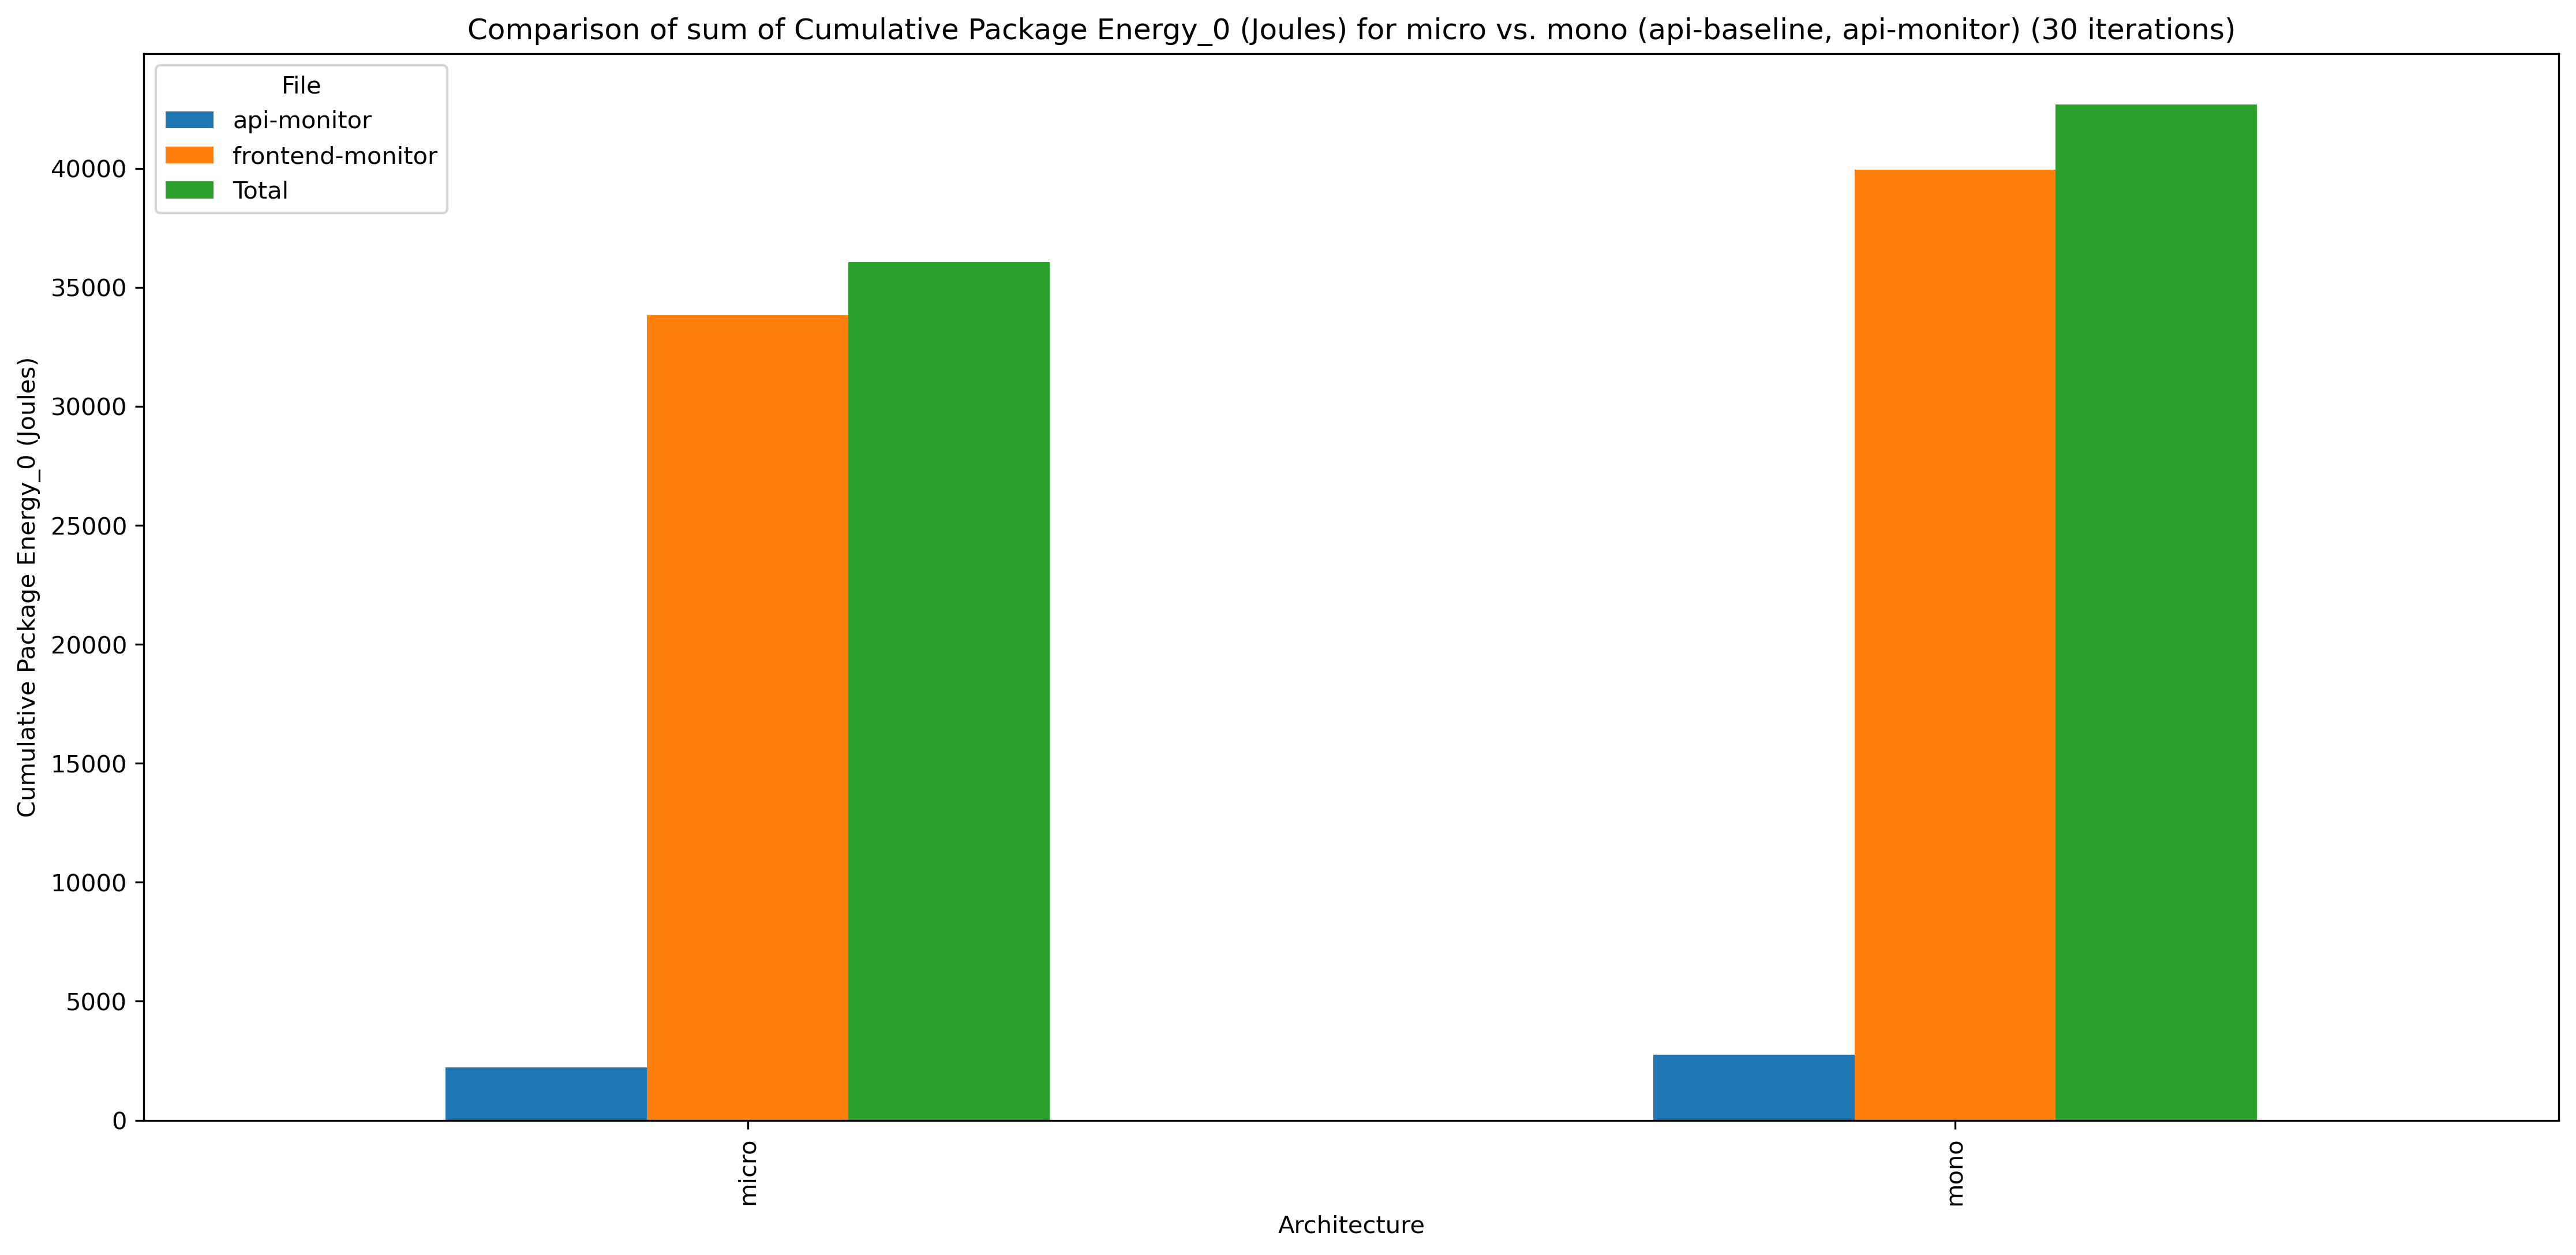 Comparison of sum of Cumulative Package Energy_0 (Joules) for micro vs. mono (api-baseline, api-monitor) (30 iterations)
File
api-monitor
frontend-monitor
Total
Cumulative Package Energy_0 (Joules)
40000
35000
30000
25000
20000
15000
10000
5000
0
micro
mono
Architecture